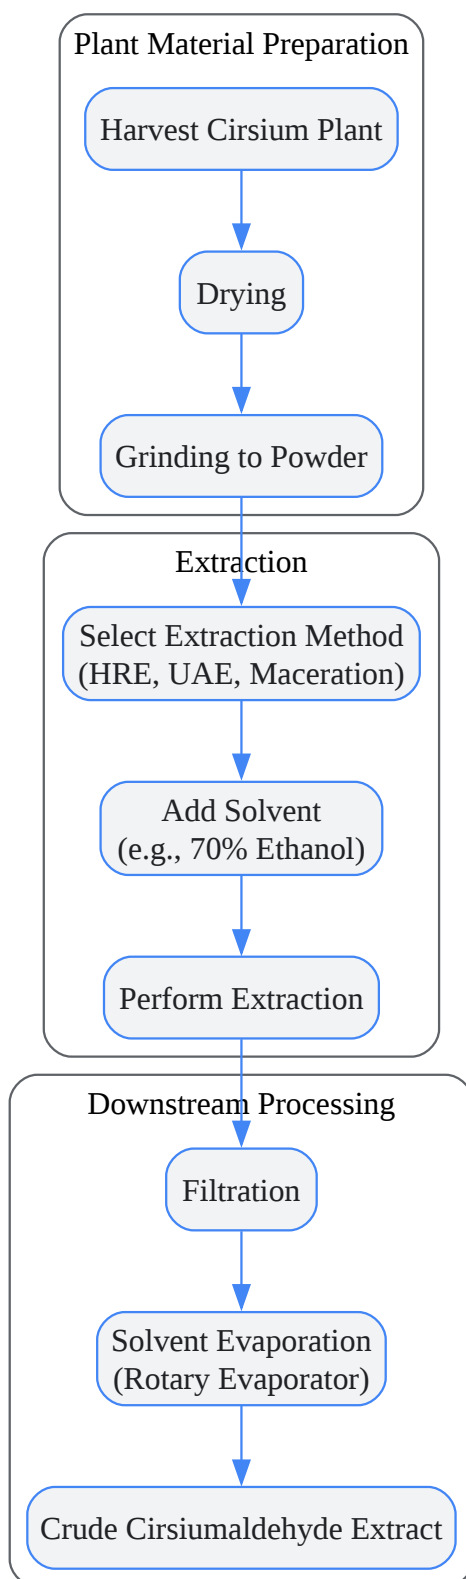 Plant Material Preparation
Harvest Cirsium Plant
Drying
Grinding to Powder
Extraction
Select Extraction Method
(HRE, UAE, Maceration)
Add Solvent
(e.g., 70% Ethanol)
Perform Extraction
Downstream Processing
Filtration
Solvent Evaporation
(Rotary Evaporator)
Crude Cirsiumaldehyde Extract